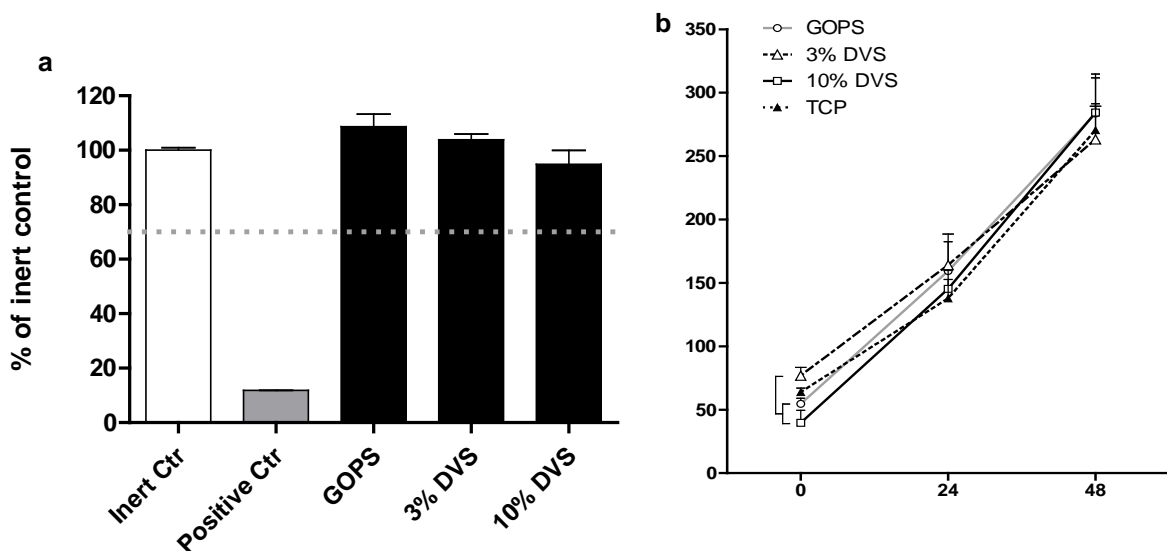 a
% of inert control
120
100
80
60
40
20
0
Inert Ctr
Positive Ctr
GOPS
3% DVS
10% DVS
b
GOPS
3% DVS
10% DVS
TCP
350
300
250
200
150
100
50
0
0
24
48